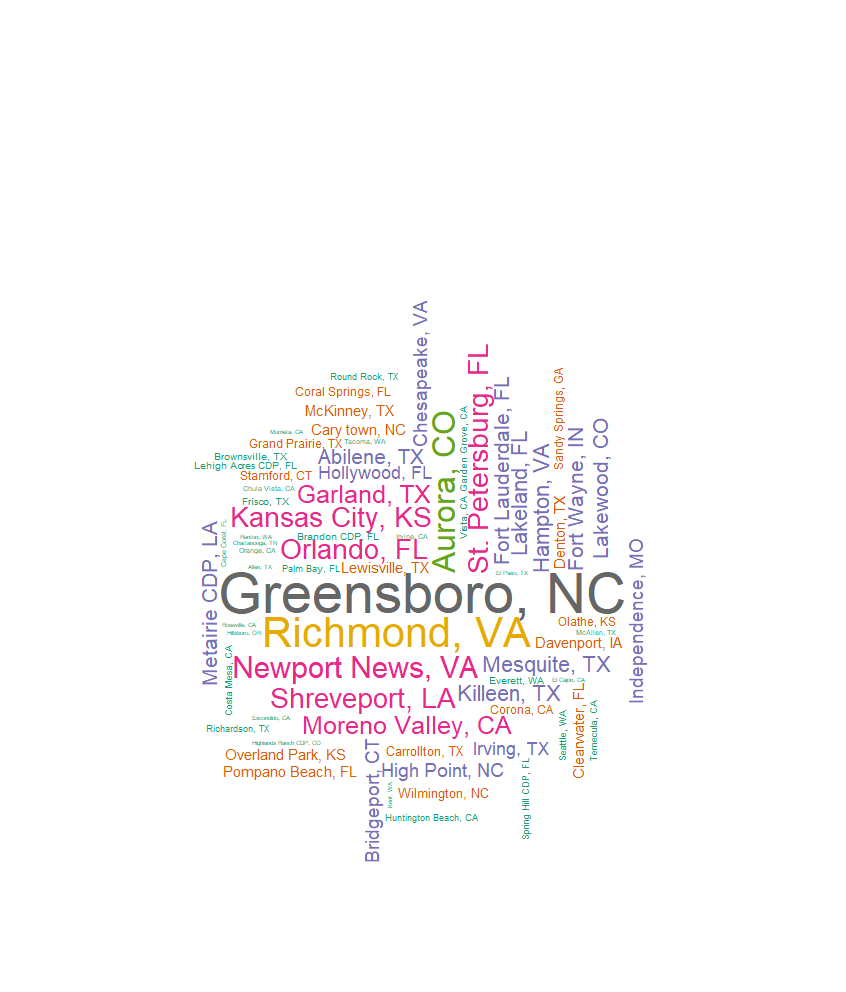 Chesapeake, VA
Round Rock, TX
Coral Springs, FL
McKinney, TX
Cary town, NC
Murrieta, CA
Grand Prairie, TX
Tacoma, WA
Abilene, TX
Brownsville, TX
Lehigh Acres CDP, FL
Hollywood, FL
Stamford, CT
Chula Vista, CA
Garland, TX
Frisco, TX
Kansas City, KS
Aurora, CO
Vista, CA
Garden Grove, CA
St. Petersburg, FL
Fort Lauderdale, FL
Lakeland, FL
Hampton, VA
Sandy Springs, GA
Denton, TX
Fort Wayne, IN
Lakewood, CO
Cape Coral, FL
Renton, WA
Chattanooga, TN
Orange, CA
Brandon CDP, FL
Irvine, CA
Orlando, FL
Allen, TX
Palm Bay, FL
Lewisville, TX
El Paso, TX
Metairie CDP, LA
Greensboro, NC
Independence, MO
Roseville, CA
Hillsboro, OR
Richmond, VA
Olathe, KS
McAllen, TX
Davenport, IA
Costa Mesa, CA
Newport News, VA
Mesquite, TX
Everett, WA
El Cajon, CA
Shreveport, LA
Killeen, TX
Corona, CA
Clearwater, FL
Seattle, WA
Temecula, CA
Escondido, CA
Richardson, TX
Moreno Valley, CA
Highlands Ranch CDP, CO
Overland Park, KS
Bridgeport, CT
Carrollton, TX
Irving, TX
Pompano Beach, FL
High Point, NC
Kent, WA
Wilmington, NC
Spring Hill CDP, FL
Huntington Beach, CA